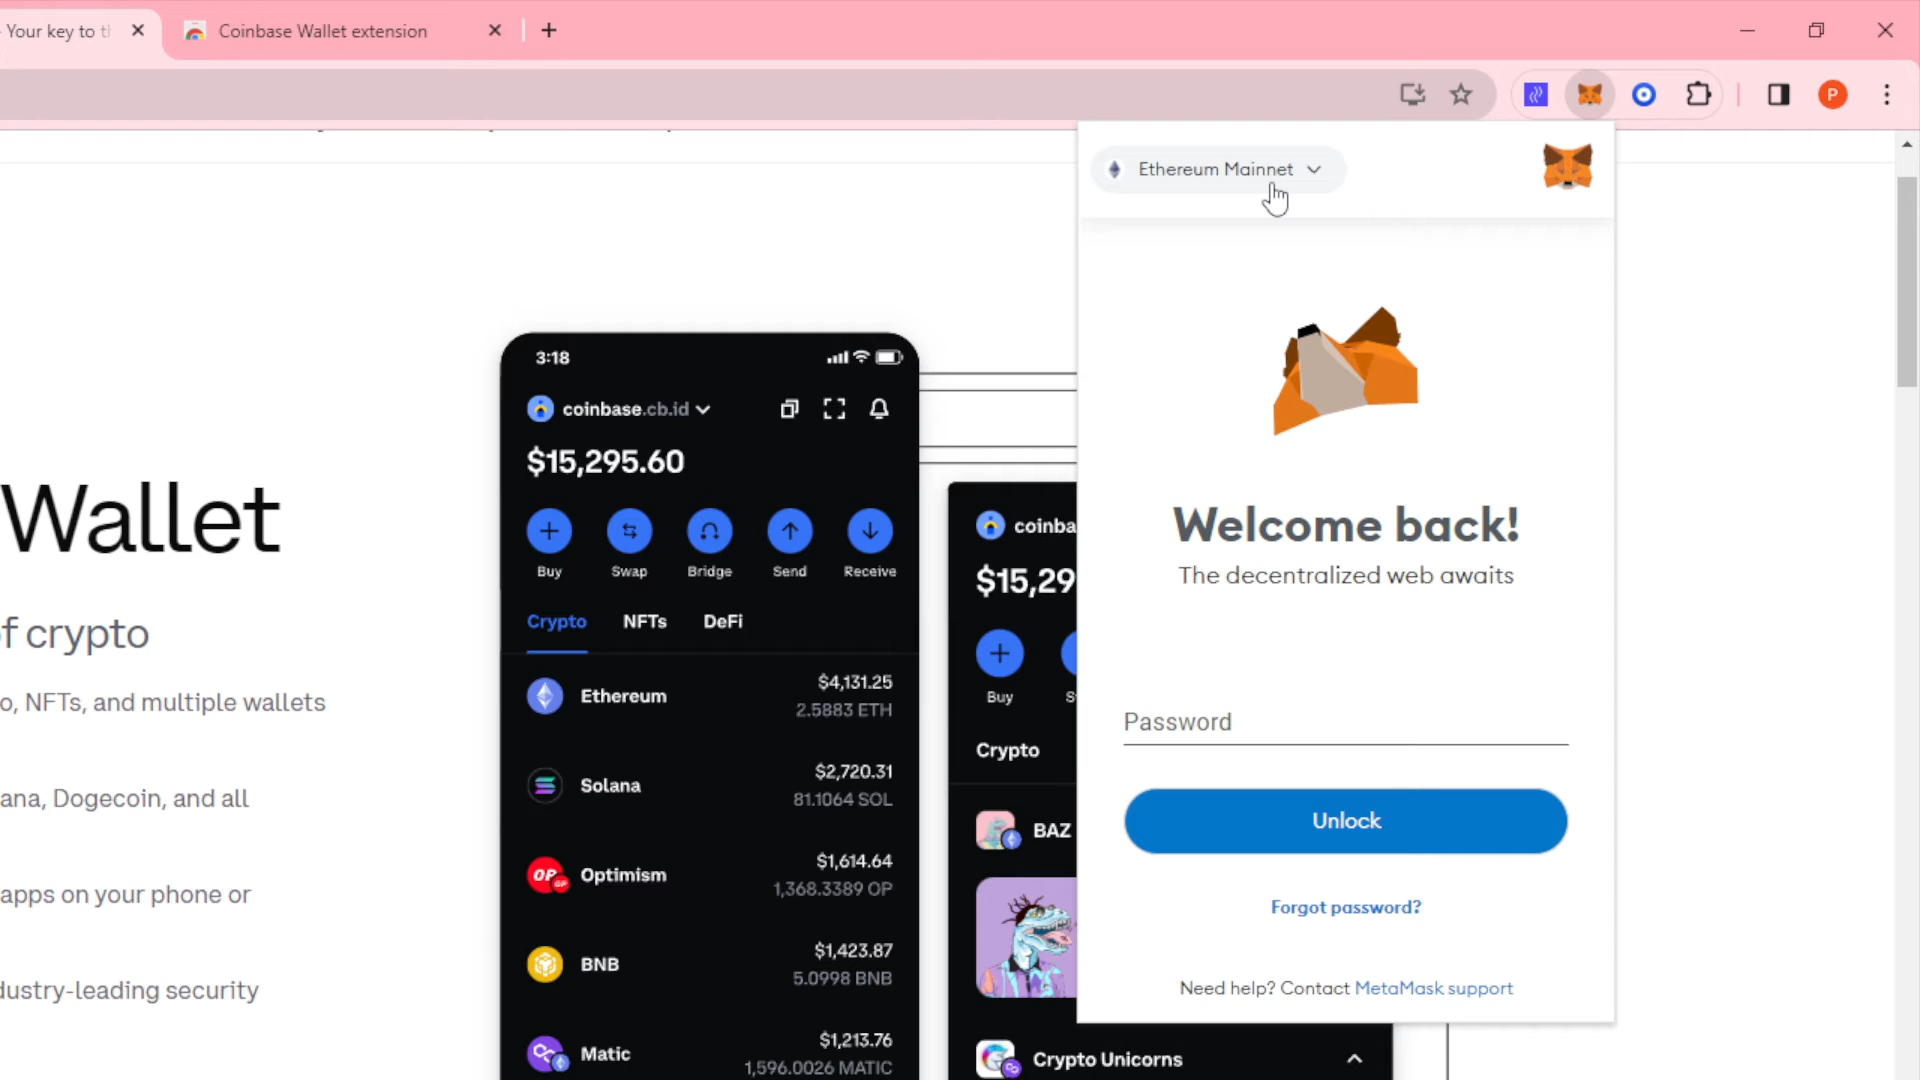 Your key to t
Coinbase Wallet extension
P
Ethereum Mainnet
Welcome back!
The decentralized web awaits
Password
Unlock
Forgot password?
Need help? Contact MetaMask support
Wallet
of crypto
o, NFTs, and multiple wallets
ana, Dogecoin, and all
apps on your phone or
dustry-leading security
3:18
coinbase.cb.id
$15,295.60
Buy Swap Bridge Send Receive
Crypto NFTs DeFi
Ethereum $4,131.25
2.5883 ETH
Solana $2,720.31
81.1064 SOL
OP OP Optimism $1,614.64
1,368.3389 OP
BNB $1,423.87
5.0998 BNB
Matic $1,213.76
1,596.0026 MATIC
coinba
$15,29
Buy S
Crypto
BAZ
Crypto Unicorns